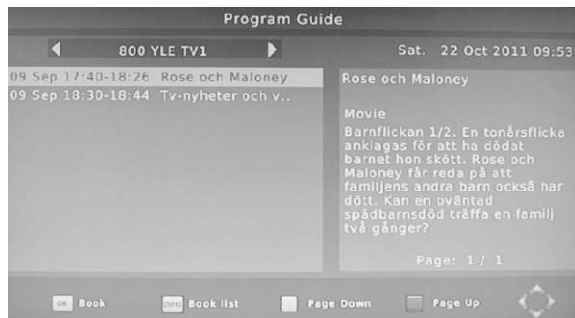 Program Guide
800 YLE TV1
Sat. 22 Oct 2011 09:53
09 Sep 17:40-18:26 Rose och Maloney
09 Sep 18:30-18:44 Tv-nyheter och v..
Rose och Maloney
Movie
Barnflickan 1/2. En tonårsflicka
anklagas för att ha dödat
barnet hon skött. Rose och
Maloney får reda på att
familjens andra barn också har
dött. Kan en oväntad
spädbarnsdöd träffa en familj
två gånger?
Page: 1/ 1
OK Book
INFO Book list
Page Down
Page Up